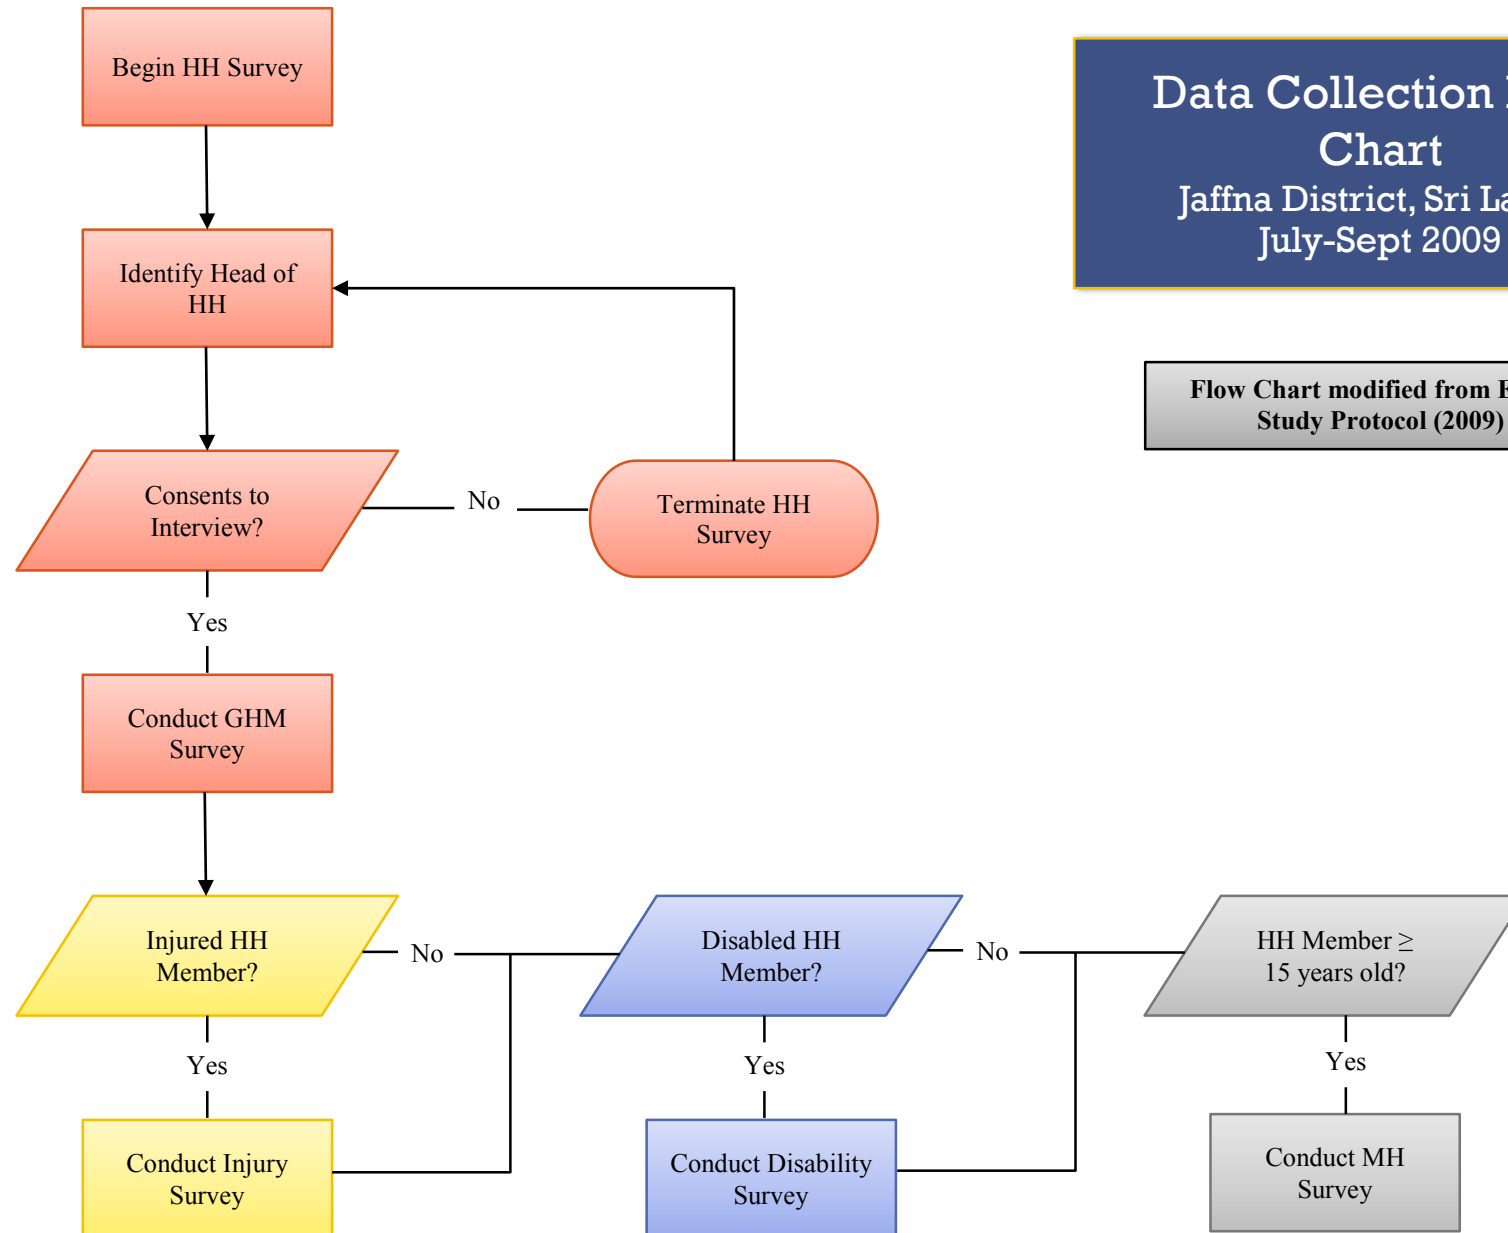 Begin HH Survey
Data Collection
Chart
Jaffna District, Sri
July-Sept 2009
Identify Head of
HH
Flow Chart modified from
Study Protocol (2009)
Consents to
Interview?
No
Terminate HH
Survey
Yes
Conduct GHM
Survey
Injured HH
Member?
No
Disabled HH
Member?
No
HH Member ≥
15 years old?
Yes
Yes
Yes
Conduct Injury
Survey
Conduct Disability
Survey
Conduct MH
Survey